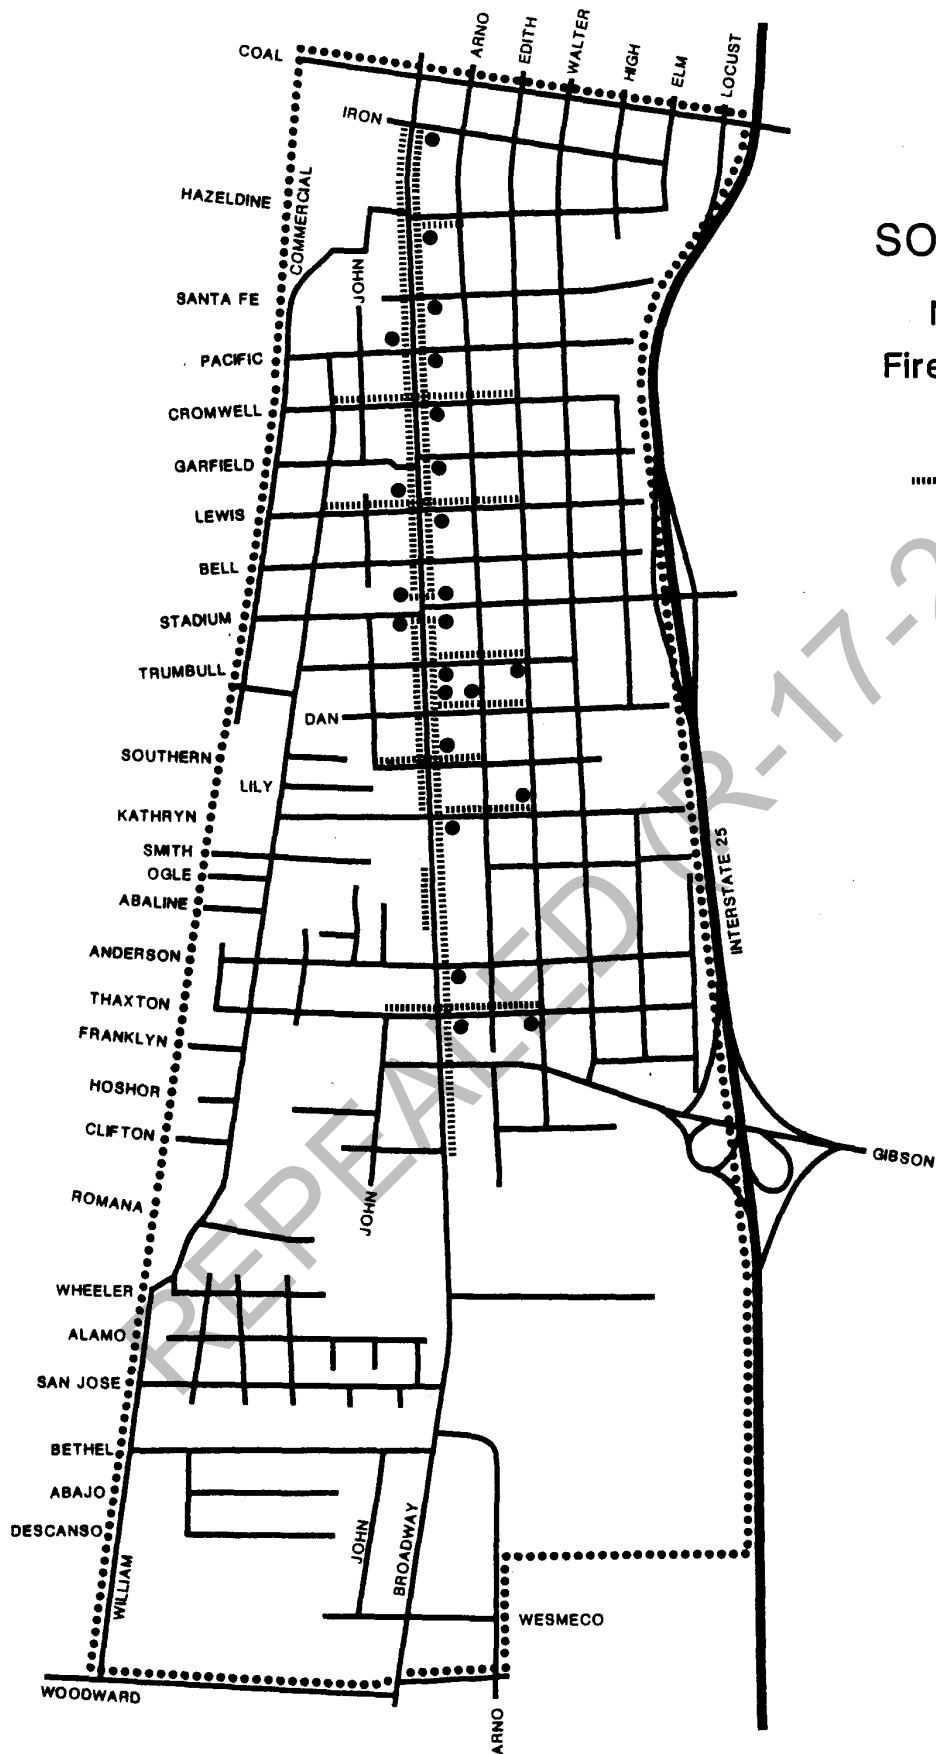 COAL
ARNO
EDITH
WALTER
HIGH
ELM
LOCUST
IRON
HAZELDINE
COMMERCIAL
JOHN
SANTA FE
PACIFIC
CROMWELL
GARFIELD
LEWIS
BELL
STADIUM
TRUMBULL
DAN
SOUTHERN
LILY
KATHRYN
SMITH
OGLE
ABALINE
INTERSTATE 25
ANDERSON
THAXTON
FRANKLYN
HOSHOR
CLIFTON
GIBSON
ROMANA
JOHN
WHEELER
ALAMO
SAN JOSE
BETHEL
ABAJO
DESCANSO
JOHN
BROADWAY
WILLIAM
WESMECO
WOODWARD
ARNO
SO
Fire
REPEALED (R-17-2